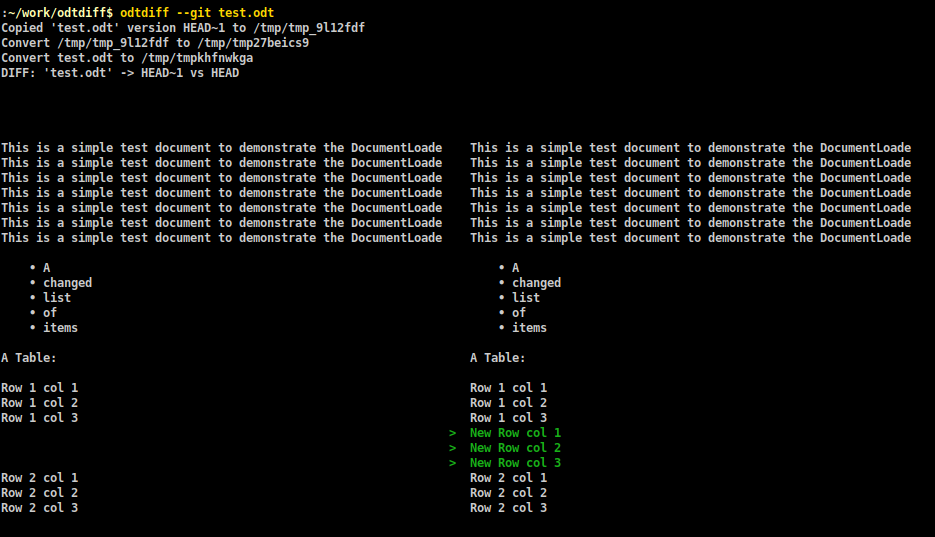 :~/work/odtdiff$ odtdiff --git test.odt
Copied 'test.odt' version HEAD~1 to /tmp/tmp_9l12fdf
Convert /tmp/tmp_9l12fdf to /tmp/tmp27beics9
Convert test.odt to /tmp/tmpkhfnwkga
DIFF: 'test.odt' -> HEAD~1 vs HEAD
This is a simple test document to demonstrate the DocumentLoade    This is a simple test document to demonstrate the DocumentLoade
This is a simple test document to demonstrate the DocumentLoade    This is a simple test document to demonstrate the DocumentLoade
This is a simple test document to demonstrate the DocumentLoade    This is a simple test document to demonstrate the DocumentLoade
This is a simple test document to demonstrate the DocumentLoade    This is a simple test document to demonstrate the DocumentLoade
This is a simple test document to demonstrate the DocumentLoade    This is a simple test document to demonstrate the DocumentLoade
This is a simple test document to demonstrate the DocumentLoade    This is a simple test document to demonstrate the DocumentLoade
This is a simple test document to demonstrate the DocumentLoade    This is a simple test document to demonstrate the DocumentLoade
    • A    • A
    • changed    • changed
    • list    • list
    • of    • of
    • items    • items
A Table:    A Table:
Row 1 col 1    Row 1 col 1
Row 1 col 2    Row 1 col 2
Row 1 col 3    Row 1 col 3
>  New Row col 1
>  New Row col 2
>  New Row col 3
Row 2 col 1    Row 2 col 1
Row 2 col 2    Row 2 col 2
Row 2 col 3    Row 2 col 3